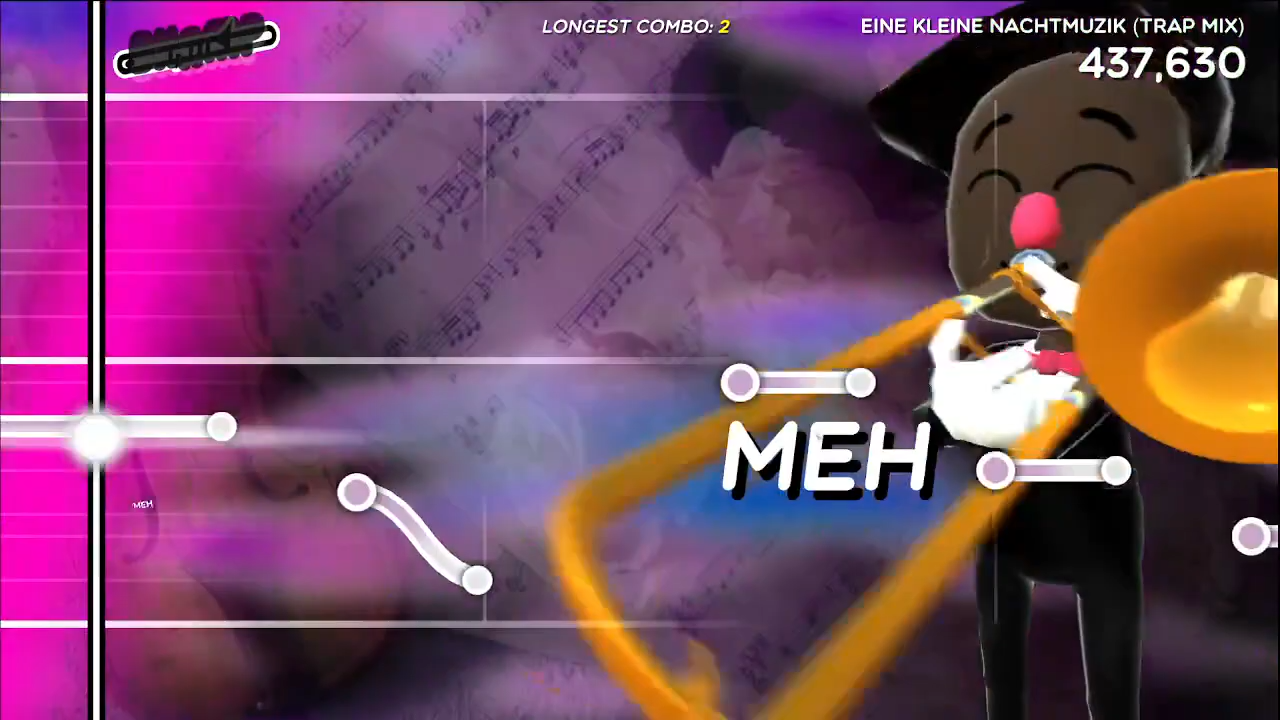 LONGEST COMBO: 2
EINE KLEINE NACHTMUZIK (TRAP MIX)
437,630
MEH
MEH